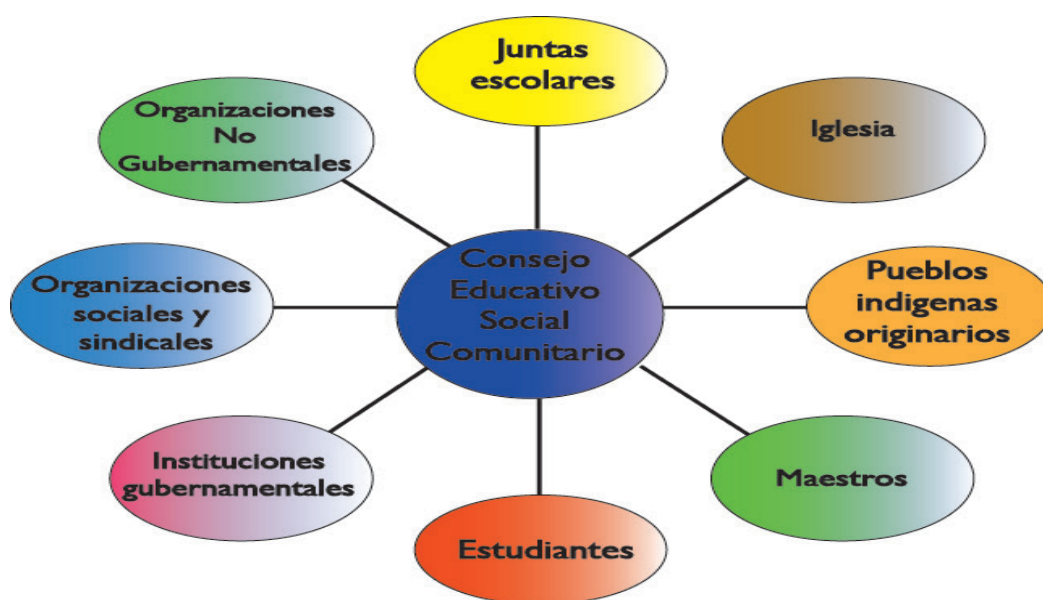 Juntas
escolares
Organizaciones
No
Gubernamentales
Iglesia
Consejo
Educativo
Social
Comunitario
Organizaciones
sociales y
sindicales
Pueblos
indigenas
originarios
Instituciones
gubernamentales
Maestros
Estudiantes